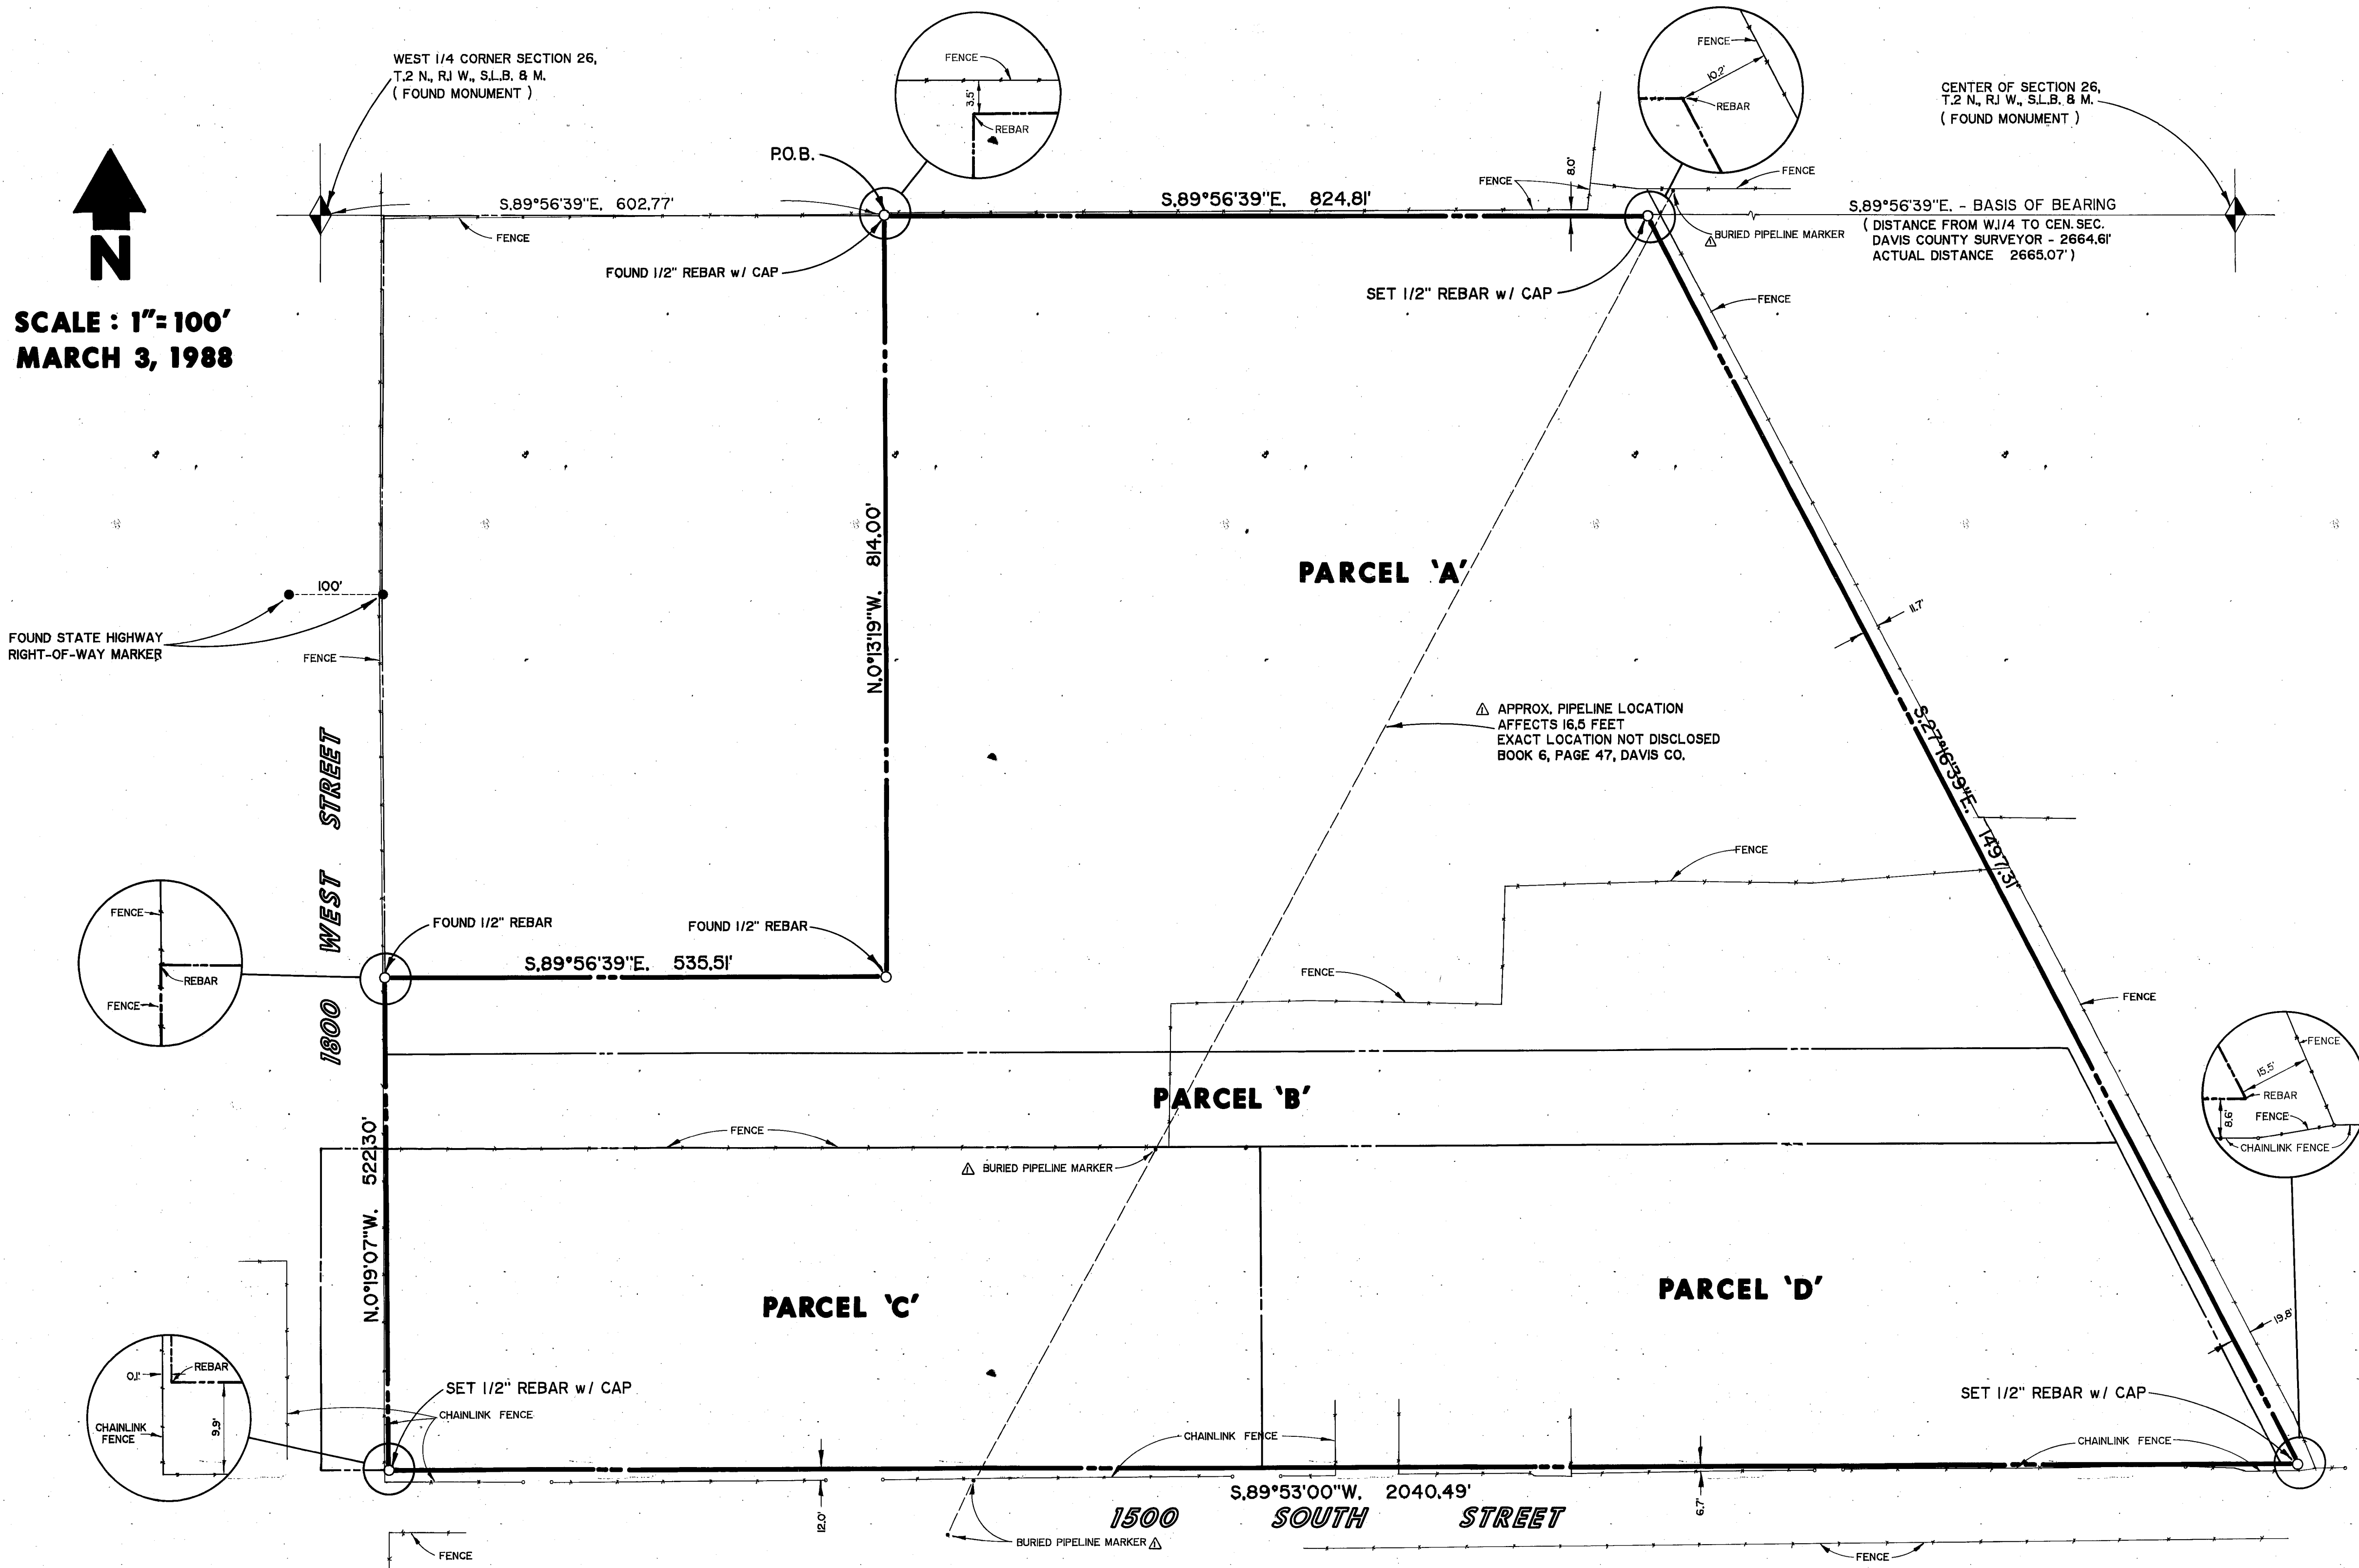 WEST 1/4 CORNER SECTION 26,
T.2 N., R.1 W., S.L.B. & M.
( FOUND MONUMENT )
FENCE
3.5'
REBAR
FENCE
10.2'
REBAR
CENTER OF SECTION 26,
T.2 N., R.1 W., S.L.B. & M.
( FOUND MONUMENT )
P.O.B.
8.0'
FENCE
FENCE
S.89°56'39"E. 602.77'
S.89°56'39"E. 824.81'
S.89°56'39"E. - BASIS OF BEARING
( DISTANCE FROM W.1/4 TO CEN. SEC.
DAVIS COUNTY SURVEYOR - 2664.61'
ACTUAL DISTANCE 2665.07' )
FENCE
BURIED PIPELINE MARKER
1
N
FOUND 1/2" REBAR w/ CAP
SET 1/2" REBAR w/ CAP
FENCE
SCALE : 1"=100'
MARCH 3, 1988
N.0°13'19"W. 814.00'
PARCEL 'A'
100'
FOUND STATE HIGHWAY
RIGHT-OF-WAY MARKER
FENCE
11.7'
1 APPROX. PIPELINE LOCATION
AFFECTS 16.5 FEET
EXACT LOCATION NOT DISCLOSED
BOOK 6, PAGE 47, DAVIS CO.
S.27°16'39"E. 1497.31'
1800 WEST STREET
FENCE
FENCE
REBAR
FENCE
FOUND 1/2" REBAR
FOUND 1/2" REBAR
S.89°56'39"E. 535.51'
FENCE
FENCE
FENCE
15.5'
REBAR
8.6'
FENCE
CHAINLINK FENCE
PARCEL 'B'
FENCE
1 BURIED PIPELINE MARKER
N.0°19'07"W. 522.30'
PARCEL 'C'
PARCEL 'D'
19.8'
0.1'
REBAR
CHAINLINK
FENCE
9.9'
SET 1/2" REBAR w/ CAP
CHAINLINK FENCE
SET 1/2" REBAR w/ CAP
CHAINLINK FENCE
CHAINLINK FENCE
S.89°53'00"W. 2040.49'
12.0'
6.7'
1500 SOUTH STREET
BURIED PIPELINE MARKER 1
FENCE
FENCE